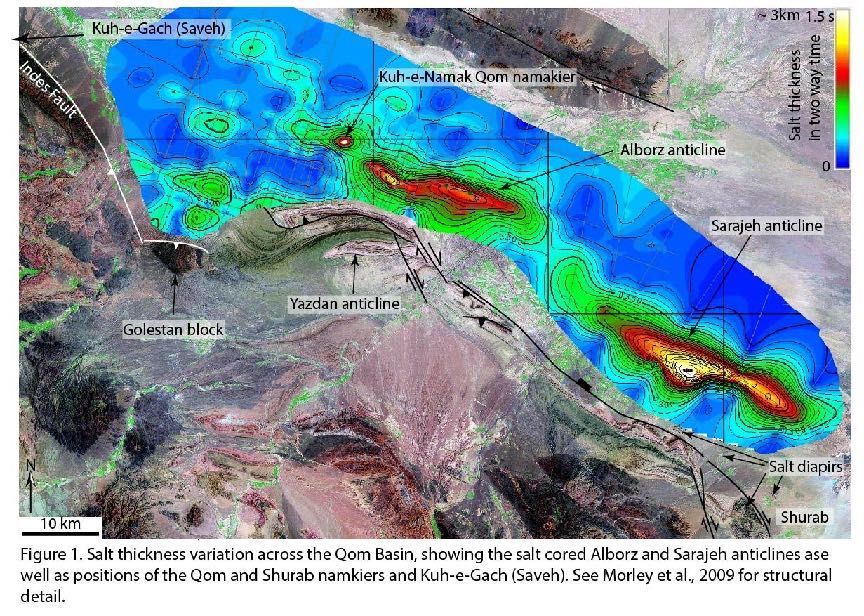 Kuh-e-Gach (Saveh)
~ 3km 1.5 s
Salt thickness
In two way time
0
Indes Fault
Kuh-e-Namak Qom namakier
Alborz anticline
Sarajeh anticline
Yazdan anticline
Golestan block
Salt diapirs
Shurab
N
10 km
Figure 1. Salt thickness variation across the Qom Basin, showing the salt cored Alborz and Sarajeh anticlines ase
well as positions of the Qom and Shurab namkiers and Kuh-e-Gach (Saveh). See Morley et al., 2009 for structural
detail.